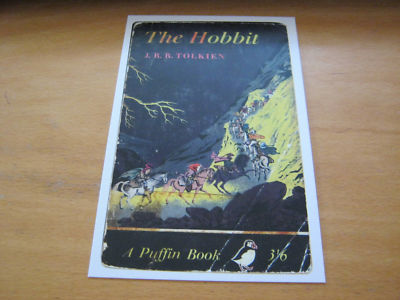 The Hobbit
J. R. R. TOLKIEN
A Puffin Book 3'6